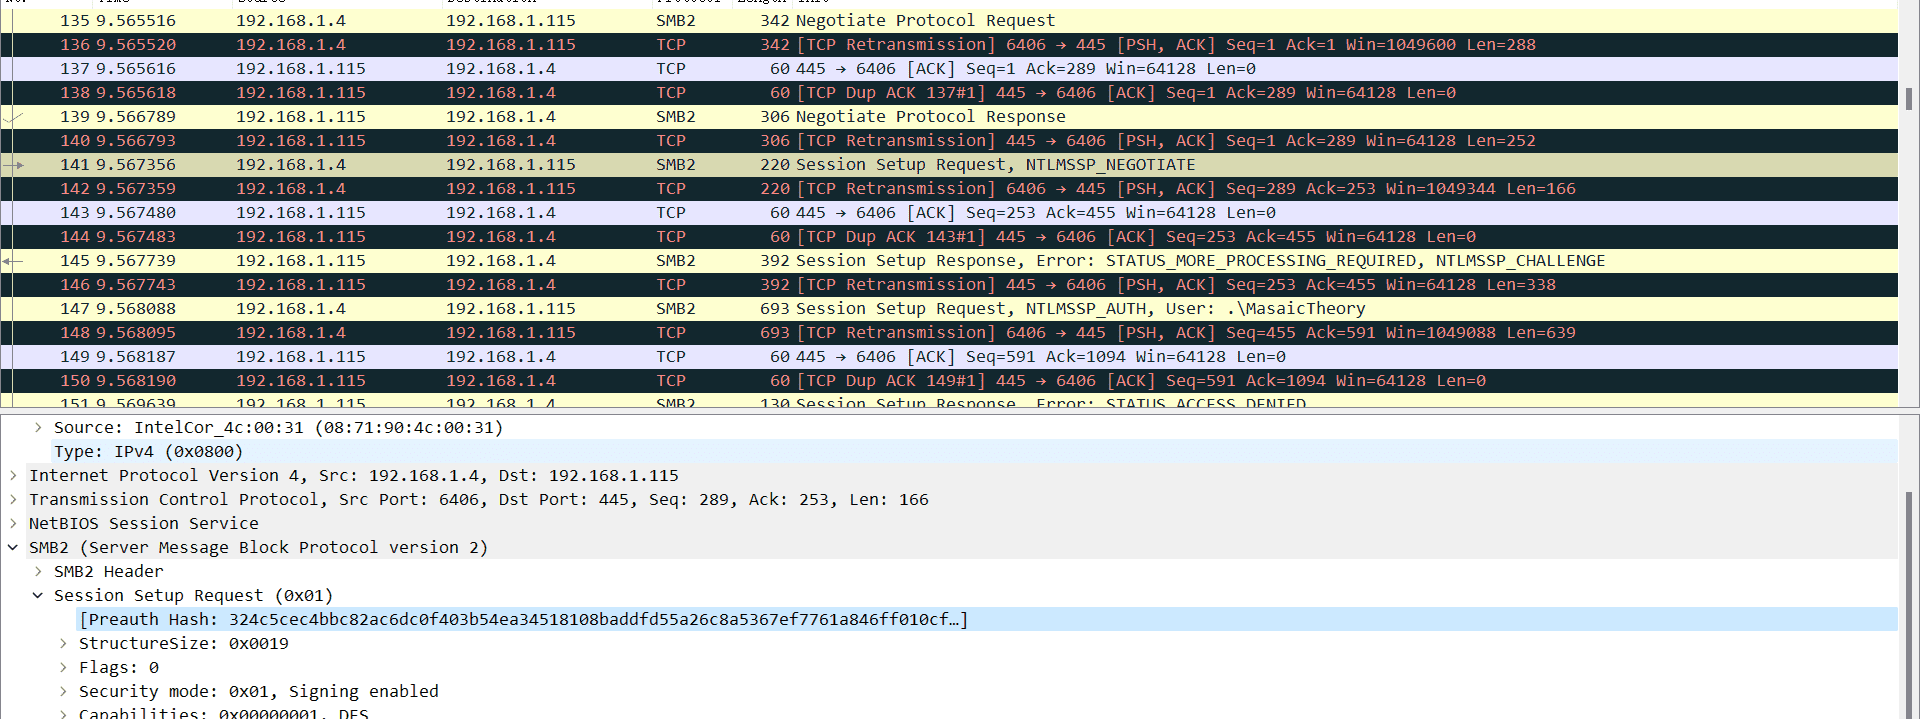 135 9.565516 192.168.1.4 192.168.1.115 SMB2 342 Negotiate Protocol Request
136 9.565520 192.168.1.4 192.168.1.115 TCP 342 [TCP Retransmission] 6406 → 445 [PSH, ACK] Seq=1 Ack=1 Win=1049600 Len=288
137 9.565616 192.168.1.115 192.168.1.4 TCP 60 445 → 6406 [ACK] Seq=1 Ack=289 Win=64128 Len=0
138 9.565618 192.168.1.115 192.168.1.4 TCP 60 [TCP Dup ACK 137#1] 445 → 6406 [ACK] Seq=1 Ack=289 Win=64128 Len=0
139 9.566789 192.168.1.115 192.168.1.4 SMB2 306 Negotiate Protocol Response
140 9.566793 192.168.1.115 192.168.1.4 TCP 306 [TCP Retransmission] 445 → 6406 [PSH, ACK] Seq=1 Ack=289 Win=64128 Len=252
141 9.567356 192.168.1.4 192.168.1.115 SMB2 220 Session Setup Request, NTLMSSP_NEGOTIATE
142 9.567359 192.168.1.4 192.168.1.115 TCP 220 [TCP Retransmission] 6406 → 445 [PSH, ACK] Seq=289 Ack=253 Win=1049344 Len=166
143 9.567480 192.168.1.115 192.168.1.4 TCP 60 445 → 6406 [ACK] Seq=253 Ack=455 Win=64128 Len=0
144 9.567483 192.168.1.115 192.168.1.4 TCP 60 [TCP Dup ACK 143#1] 445 → 6406 [ACK] Seq=253 Ack=455 Win=64128 Len=0
145 9.567739 192.168.1.115 192.168.1.4 SMB2 392 Session Setup Response, Error: STATUS_MORE_PROCESSING_REQUIRED, NTLMSSP_CHALLENGE
146 9.567743 192.168.1.115 192.168.1.4 TCP 392 [TCP Retransmission] 445 → 6406 [PSH, ACK] Seq=253 Ack=455 Win=64128 Len=338
147 9.568088 192.168.1.4 192.168.1.115 SMB2 693 Session Setup Request, NTLMSSP_AUTH, User: .\MasaicTheory
148 9.568095 192.168.1.4 192.168.1.115 TCP 693 [TCP Retransmission] 6406 → 445 [PSH, ACK] Seq=455 Ack=591 Win=1049088 Len=639
149 9.568187 192.168.1.115 192.168.1.4 TCP 60 445 → 6406 [ACK] Seq=591 Ack=1094 Win=64128 Len=0
150 9.568190 192.168.1.115 192.168.1.4 TCP 60 [TCP Dup ACK 149#1] 445 → 6406 [ACK] Seq=591 Ack=1094 Win=64128 Len=0
151 9.569639 192.168.1.115 192.168.1.4 SMB2 130 Session Setup Response, Error: STATUS_ACCESS_DENIED
Source: IntelCor_4c:00:31 (08:71:90:4c:00:31)
Type: IPv4 (0x0800)
Internet Protocol Version 4, Src: 192.168.1.4, Dst: 192.168.1.115
Transmission Control Protocol, Src Port: 6406, Dst Port: 445, Seq: 289, Ack: 253, Len: 166
NetBIOS Session Service
SMB2 (Server Message Block Protocol version 2)
SMB2 Header
Session Setup Request (0x01)
[Preauth Hash: 324c5cec4bbc82ac6dc0f403b54ea34518108baddfd55a26c8a5367ef7761a846ff010cf…]
StructureSize: 0x0019
Flags: 0
Security mode: 0x01, Signing enabled
Capabilities: 0x00000001, DFS